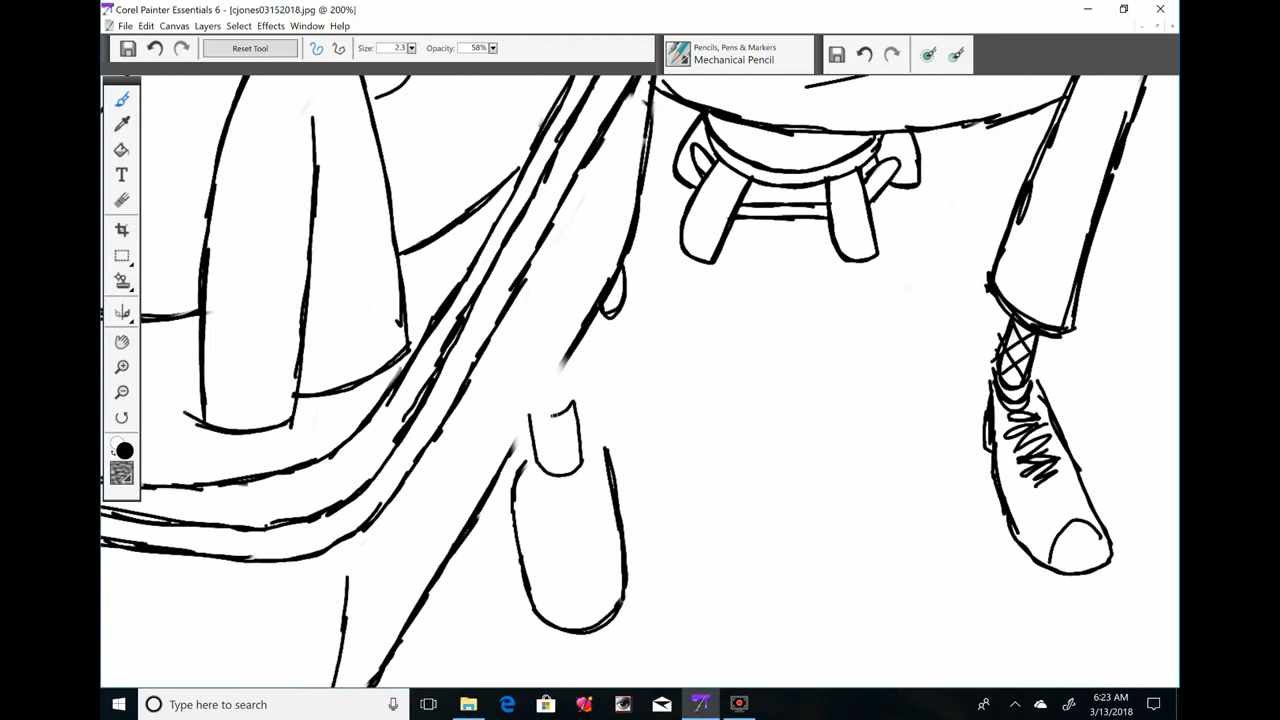 Corel Painter Essentials 6 - [cjones03152018.jpg @ 200%]
File Edit Canvas Layers Select Effects Window Help
Reset Tool Size: 2.3 Opacity: 58% Pencils, Pens & Markers
Mechanical Pencil
T
Type here to search
6:23 AM
3/13/2018